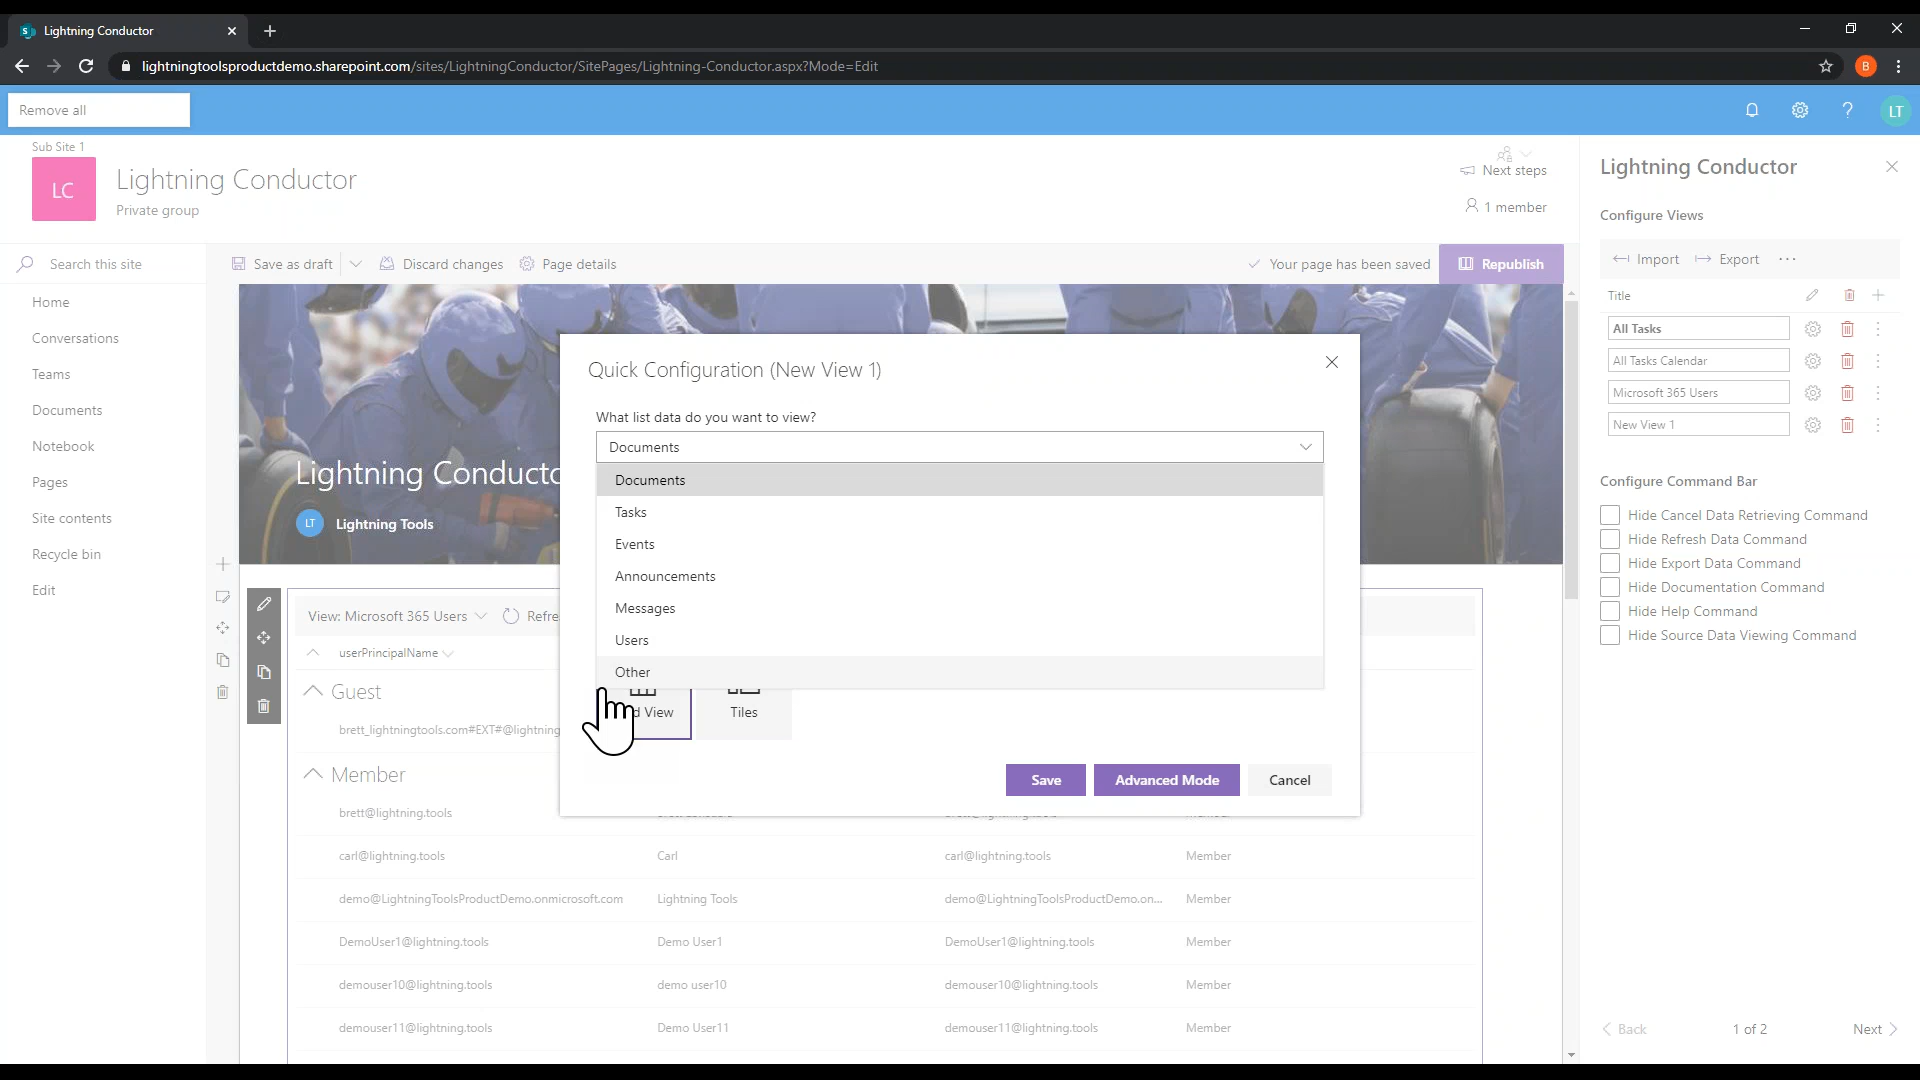 Lightning Conductor
lightningtoolsproductdemo.sharepoint.com/sites/LightningConductor/SitePages/Lightning-Conductor.aspx?Mode=Edit
B
Remove all
LT
Sub Site 1
LC
Lightning Conductor
Private group
Next steps
1 member
Search this site
Home
Conversations
Teams
Documents
Notebook
Pages
Site contents
Recycle bin
Edit
Save as draft
Discard changes
Page details
Your page has been saved
Republish
Lightning Conducto
LT
Lightning Tools
Quick Configuration (New View 1)
What list data do you want to view?
Documents
Documents
Tasks
Events
Announcements
Messages
Users
Other
d View
Tiles
Save
Advanced Mode
Cancel
View: Microsoft 365 Users
Refre
userPrincipalName
Guest
brett_lightningtools.com#EXT#@lightning
Member
brett@lightning.tools
carl@lightning.tools Carl carl@lightning.tools Member
demo@LightningToolsProductDemo.onmicrosoft.com Lightning Tools demo@LightningToolsProductDemo.on... Member
DemoUser1@lightning.tools Demo User1 DemoUser1@lightning.tools Member
demouser10@lightning.tools demo user10 demouser10@lightning.tools Member
demouser11@lightning.tools Demo User11 demouser11@lightning.tools Member
Lightning Conductor
Configure Views
Import
Export
Title
All Tasks
All Tasks Calendar
Microsoft 365 Users
New View 1
Configure Command Bar
Hide Cancel Data Retrieving Command
Hide Refresh Data Command
Hide Export Data Command
Hide Documentation Command
Hide Help Command
Hide Source Data Viewing Command
Back
1 of 2
Next